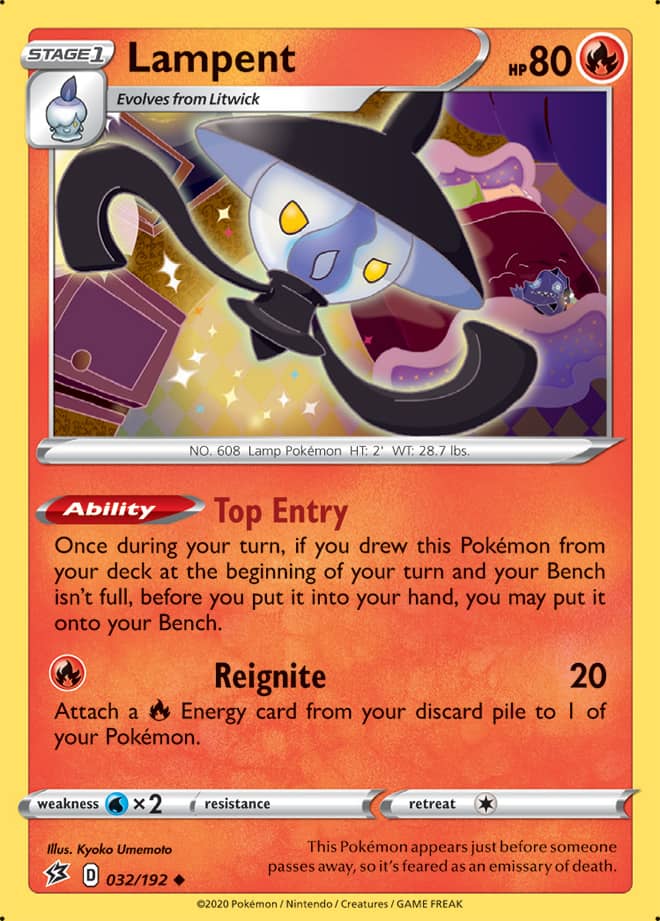 STAGE 1 Lampent HP 80
Evolves from Litwick
NO. 608 Lamp Pokémon HT: 2' WT: 28.7 lbs.
Ability Top Entry
Once during your turn, if you drew this Pokémon from
your deck at the beginning of your turn and your Bench
isn't full, before you put it into your hand, you may put it
onto your Bench.
Reignite 20
Attach a Energy card from your discard pile to 1 of
your Pokémon.
weakness ×2 resistance retreat
Illus. Kyoko Umemoto
This Pokémon appears just before someone
passes away, so it's feared as an emissary of death.
D 032/192
©2020 Pokémon / Nintendo / Creatures / GAME FREAK